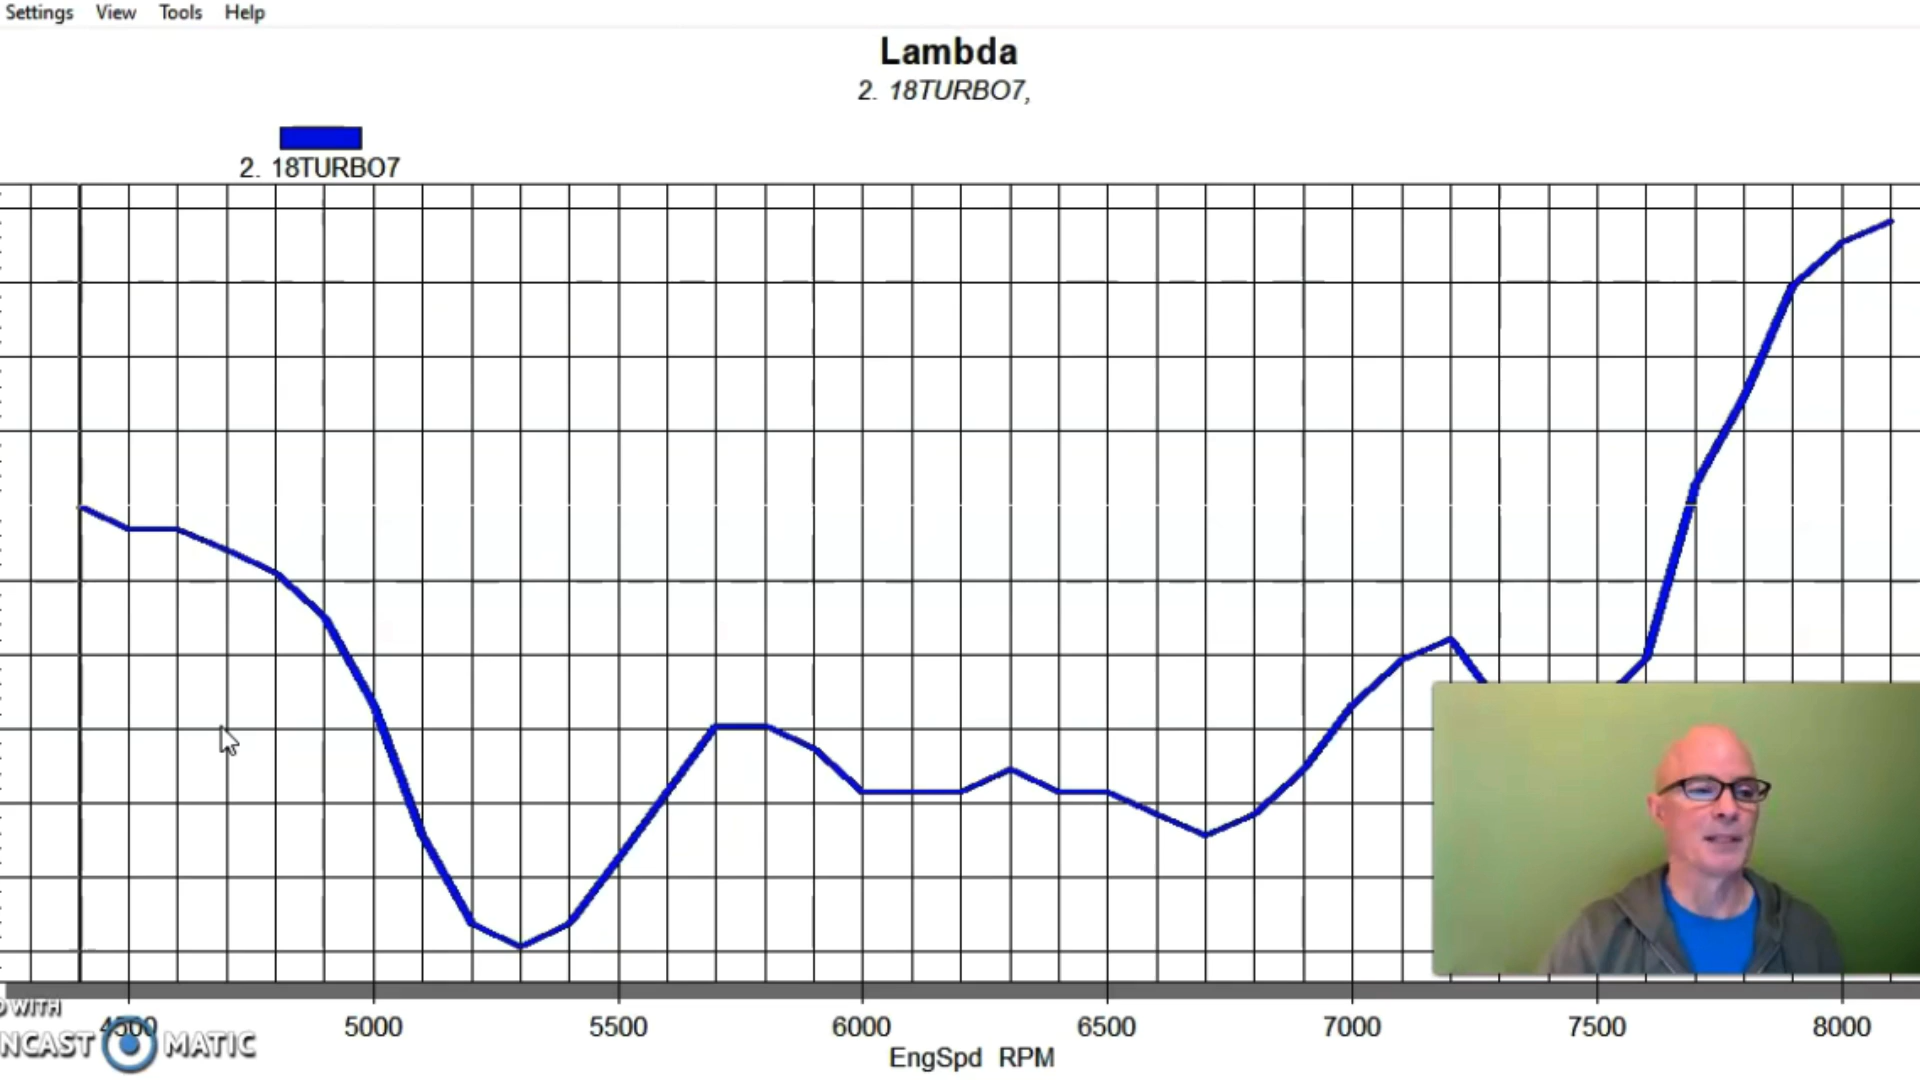 Settings View Tools Help
Lambda
2. 18TURBO7,
2. 18TURBO7
4500 5000 5500 6000 6500 7000 7500 8000
EngSpd RPM
WITH
NCAST MATIC